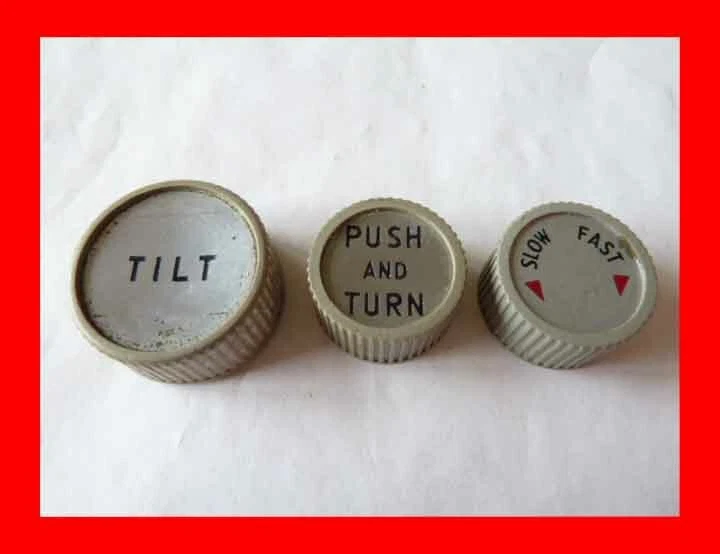 TILT
PUSH
AND
TURN
SLOW FAST